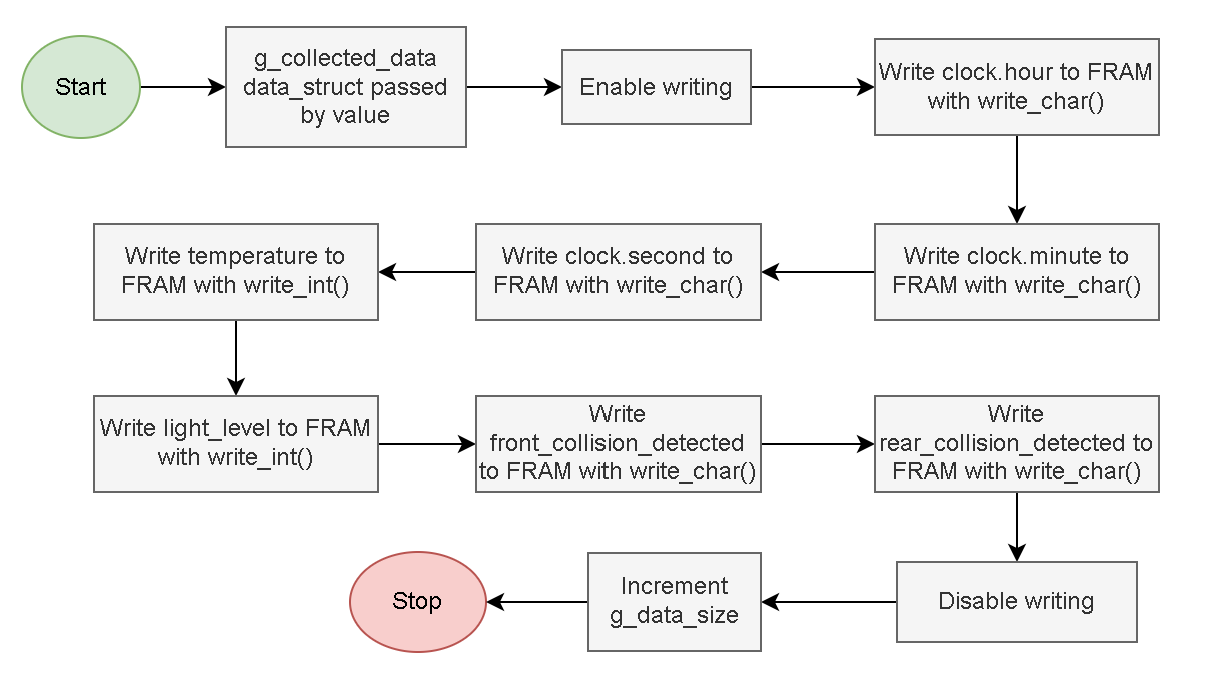 Start
g_collected_data
data_struct passed
by value
Enable writing
Write clock.hour to FRAM
with write_char()
Write clock.minute to
FRAM with write_char()
Write clock.second to
FRAM with write_char()
Write temperature to
FRAM with write_int()
Write light_level to FRAM
with write_int()
Write
front_collision_detected
to FRAM with write_char()
Write
rear_collision_detected to
FRAM with write_char()
Disable writing
Increment
g_data_size
Stop